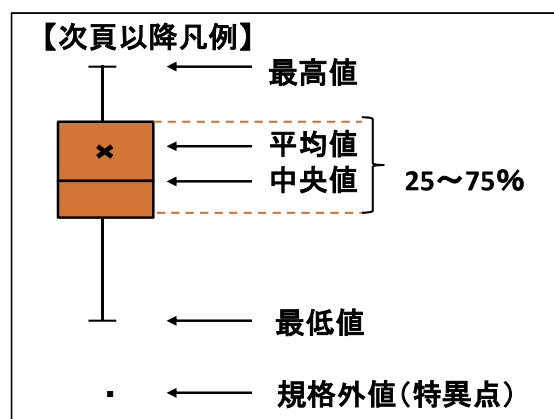 【次頁以降凡例】
最高値
平均値
中央値
25～75%
最低値
規格外値(特異点)